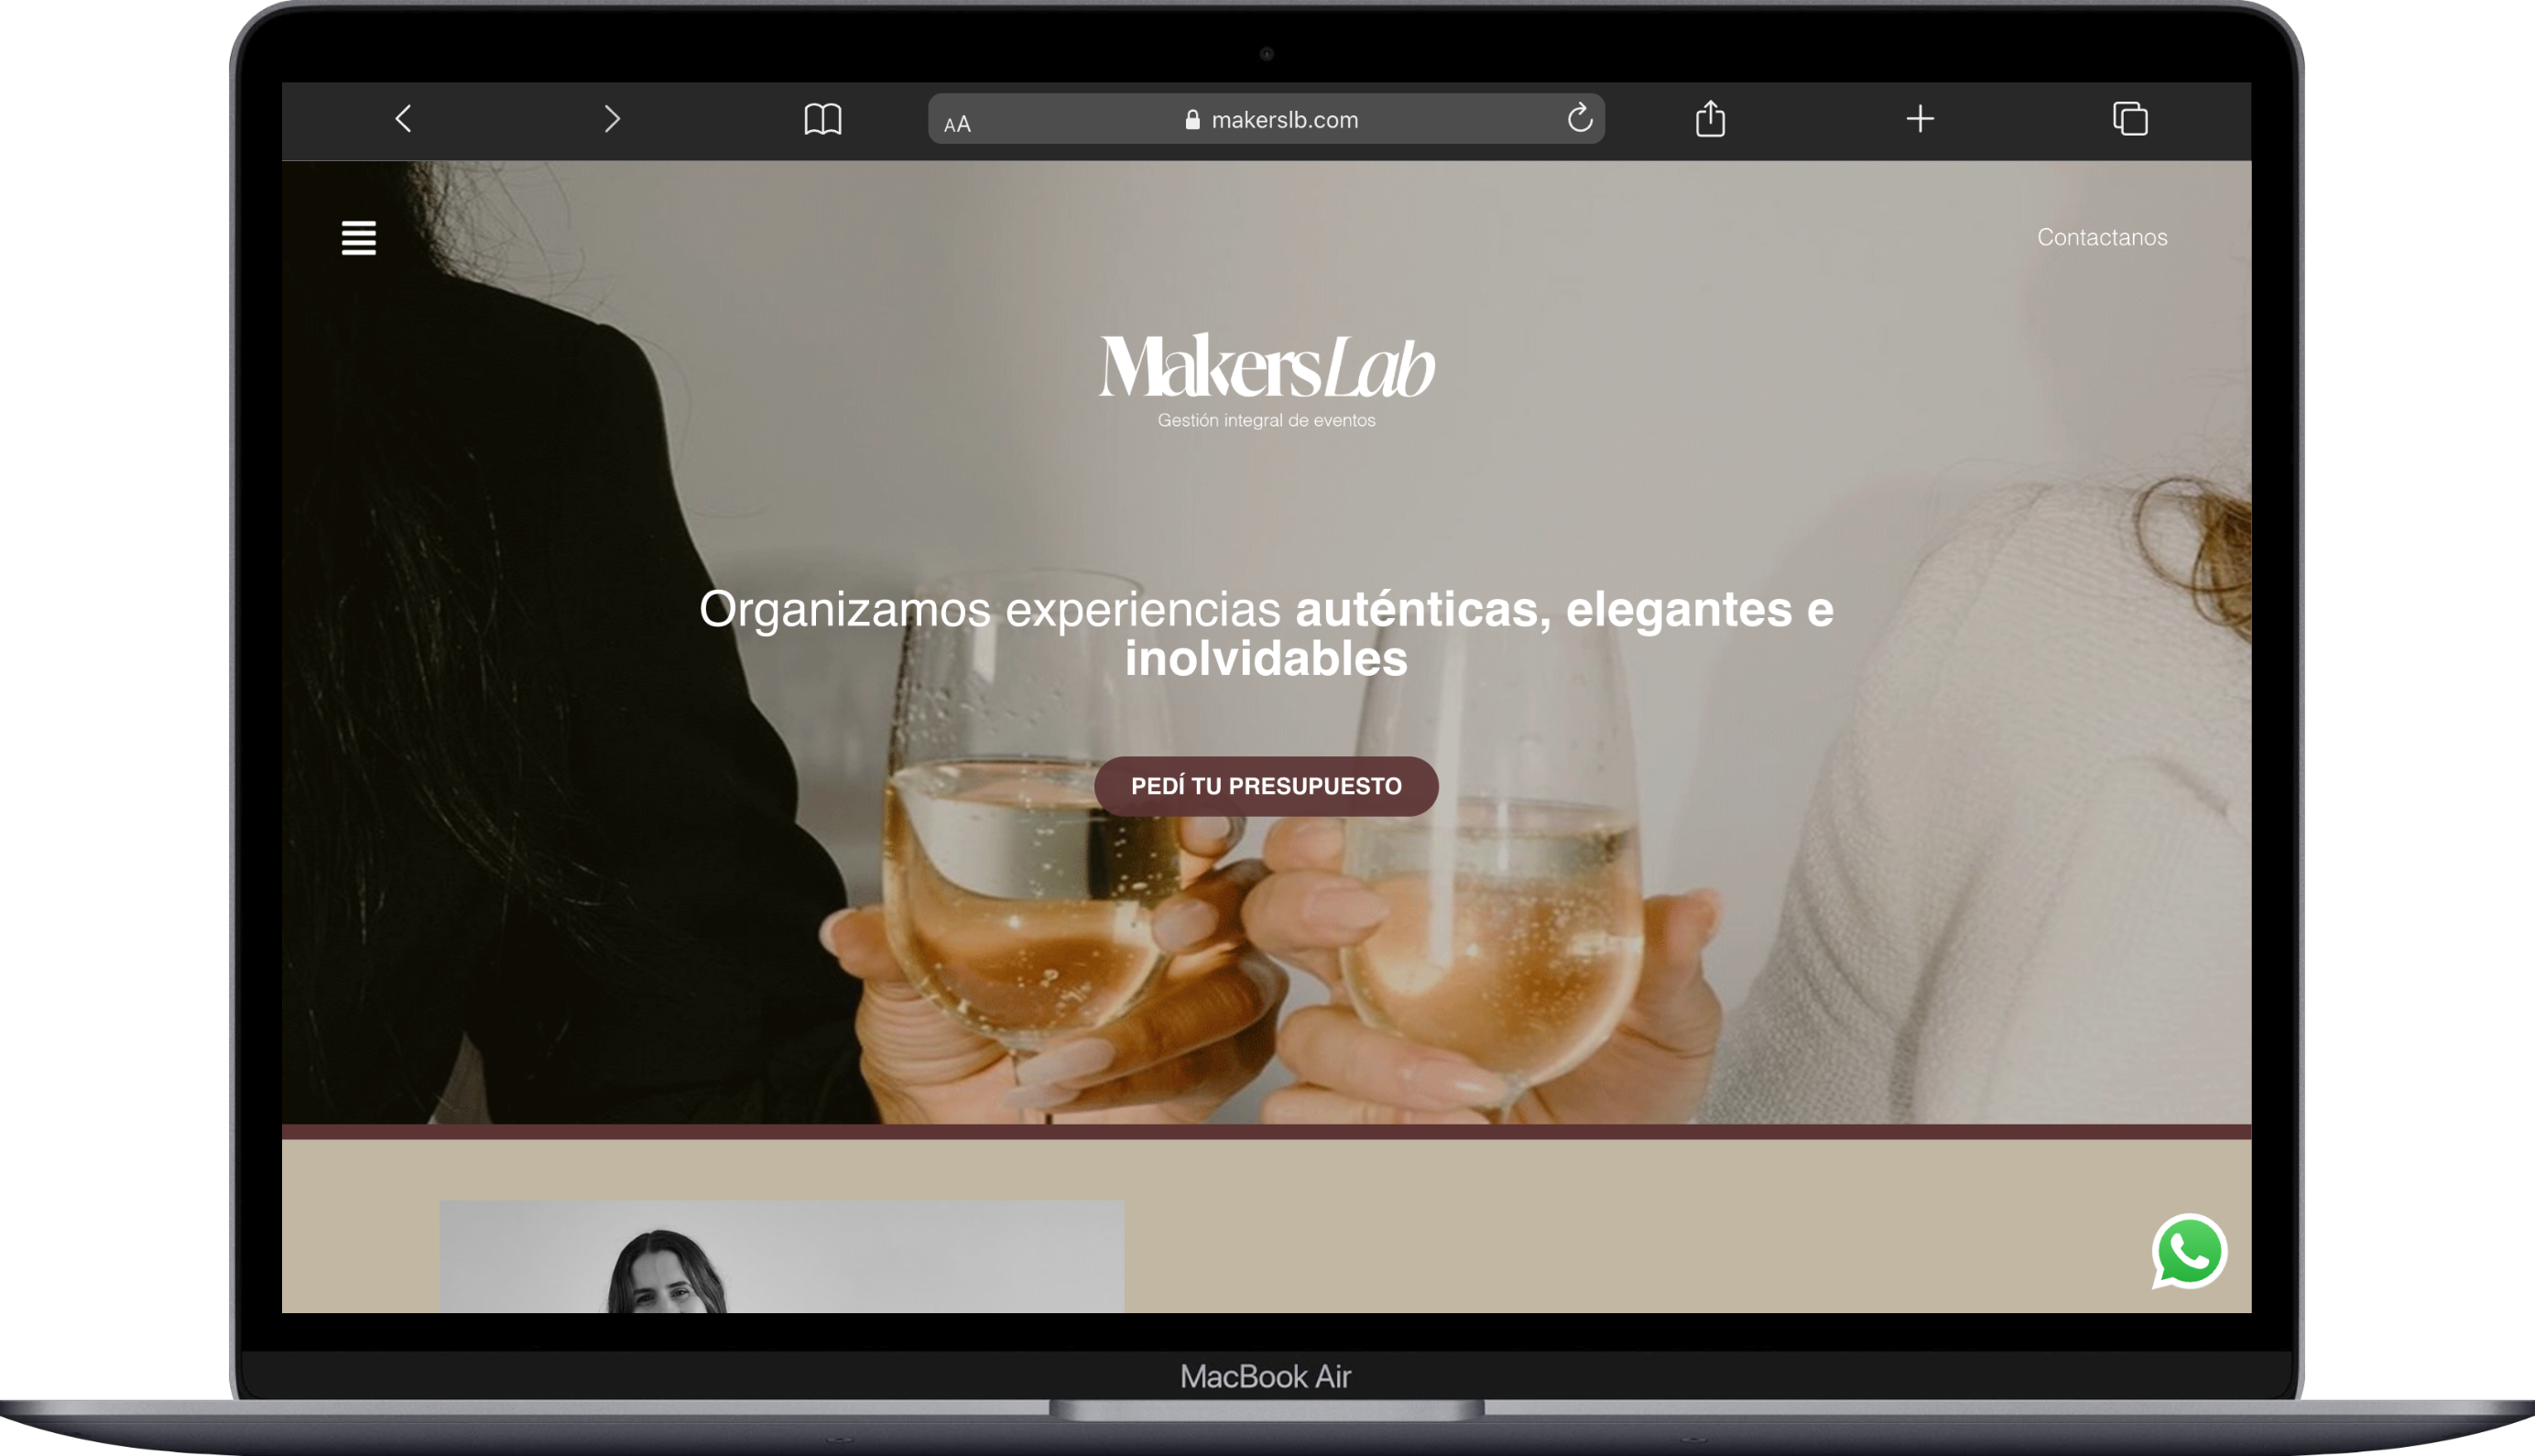 AA
makerslb.com
Contactanos
MakersLab
Gestión integral de eventos
Organizamos experiencias auténticas, elegantes e
inolvidables
PEDÍ TU PRESUPUESTO
MacBook Air